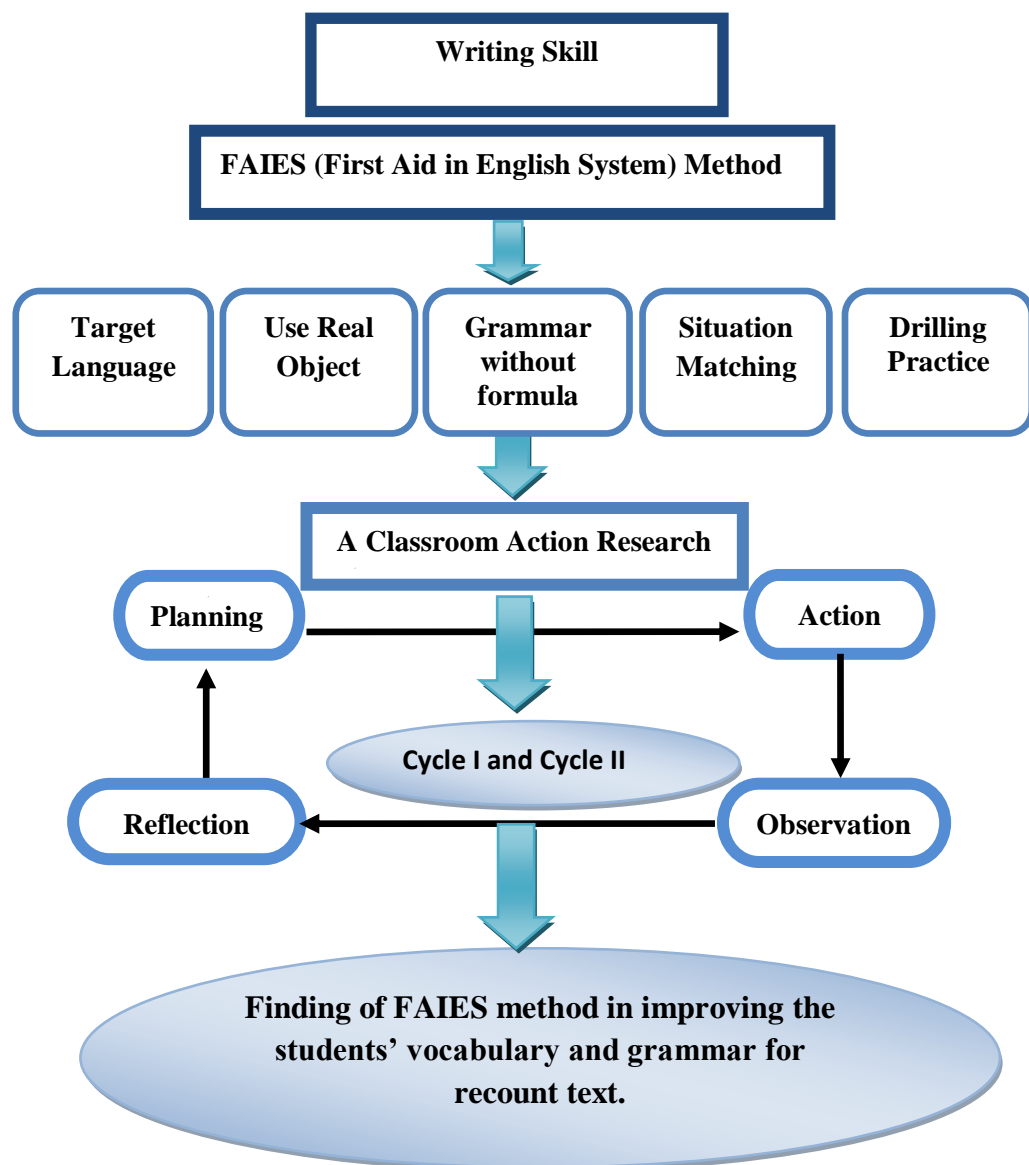 Writing Skill
FAIES (First Aid in English System) Method
Target
Language
Use Real
Object
Grammar
without
formula
Situation
Matching
Drilling
Practice
A Classroom Action Research
Planning
Action
Cycle I and Cycle II
Reflection
Observation
Finding of FAIES method in improving the
students’ vocabulary and grammar for
recount text.